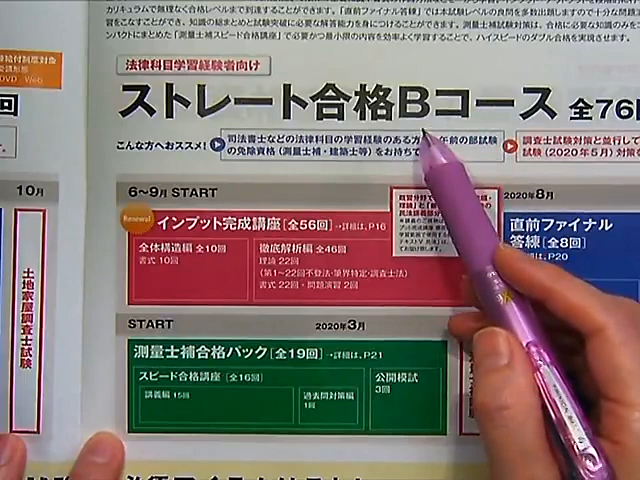 カリキュラムで無理なく合格レベルまで到達することができます。「直前ファイナル答練」では本試験レベルの良問を多数出題しますので十分な問題
習をこなすことができ、知識の総まとめと試験突破に必要な解答能力を身につけることができます。測量士補試験対策は、合格に必要な知識のみをコ
ンパクトにまとめた「測量士補スピード合格講座」で必要かつ最小限の内容を効率よく学習することで、ハイスピードのダブル合格を実現させます。
給付制度対象
DVD Web
回
法律科目学習経験者向け
ストレート合格Bコース 全76
こんな方へおススメ!
司法書士などの法律科目の学習経験のある方 午前の部試験
の免除資格(測量士補・建築士等)をお持ちで
調査士試験対策と並行して
試験(2020年5月)対策
10月
土地家屋調査士試験
6~9月 START
Renewal
インプット完成講座[全56回]→詳細は、P16
全体構造編 全10回
書式 10回
徹底解析編 全46回
理論 22回
(第1~22回不登法・筆界特定・調査士法)
書式 22回・問題演習 2回
2020年8月
直前ファイナル
答練[全8回]
は、P20
START
2020年3月
測量士補合格パック[全19回]→詳細は、P21
スピード合格講座[全16回]
講義編 15回
過去問対策編
1回
公開模試
3回